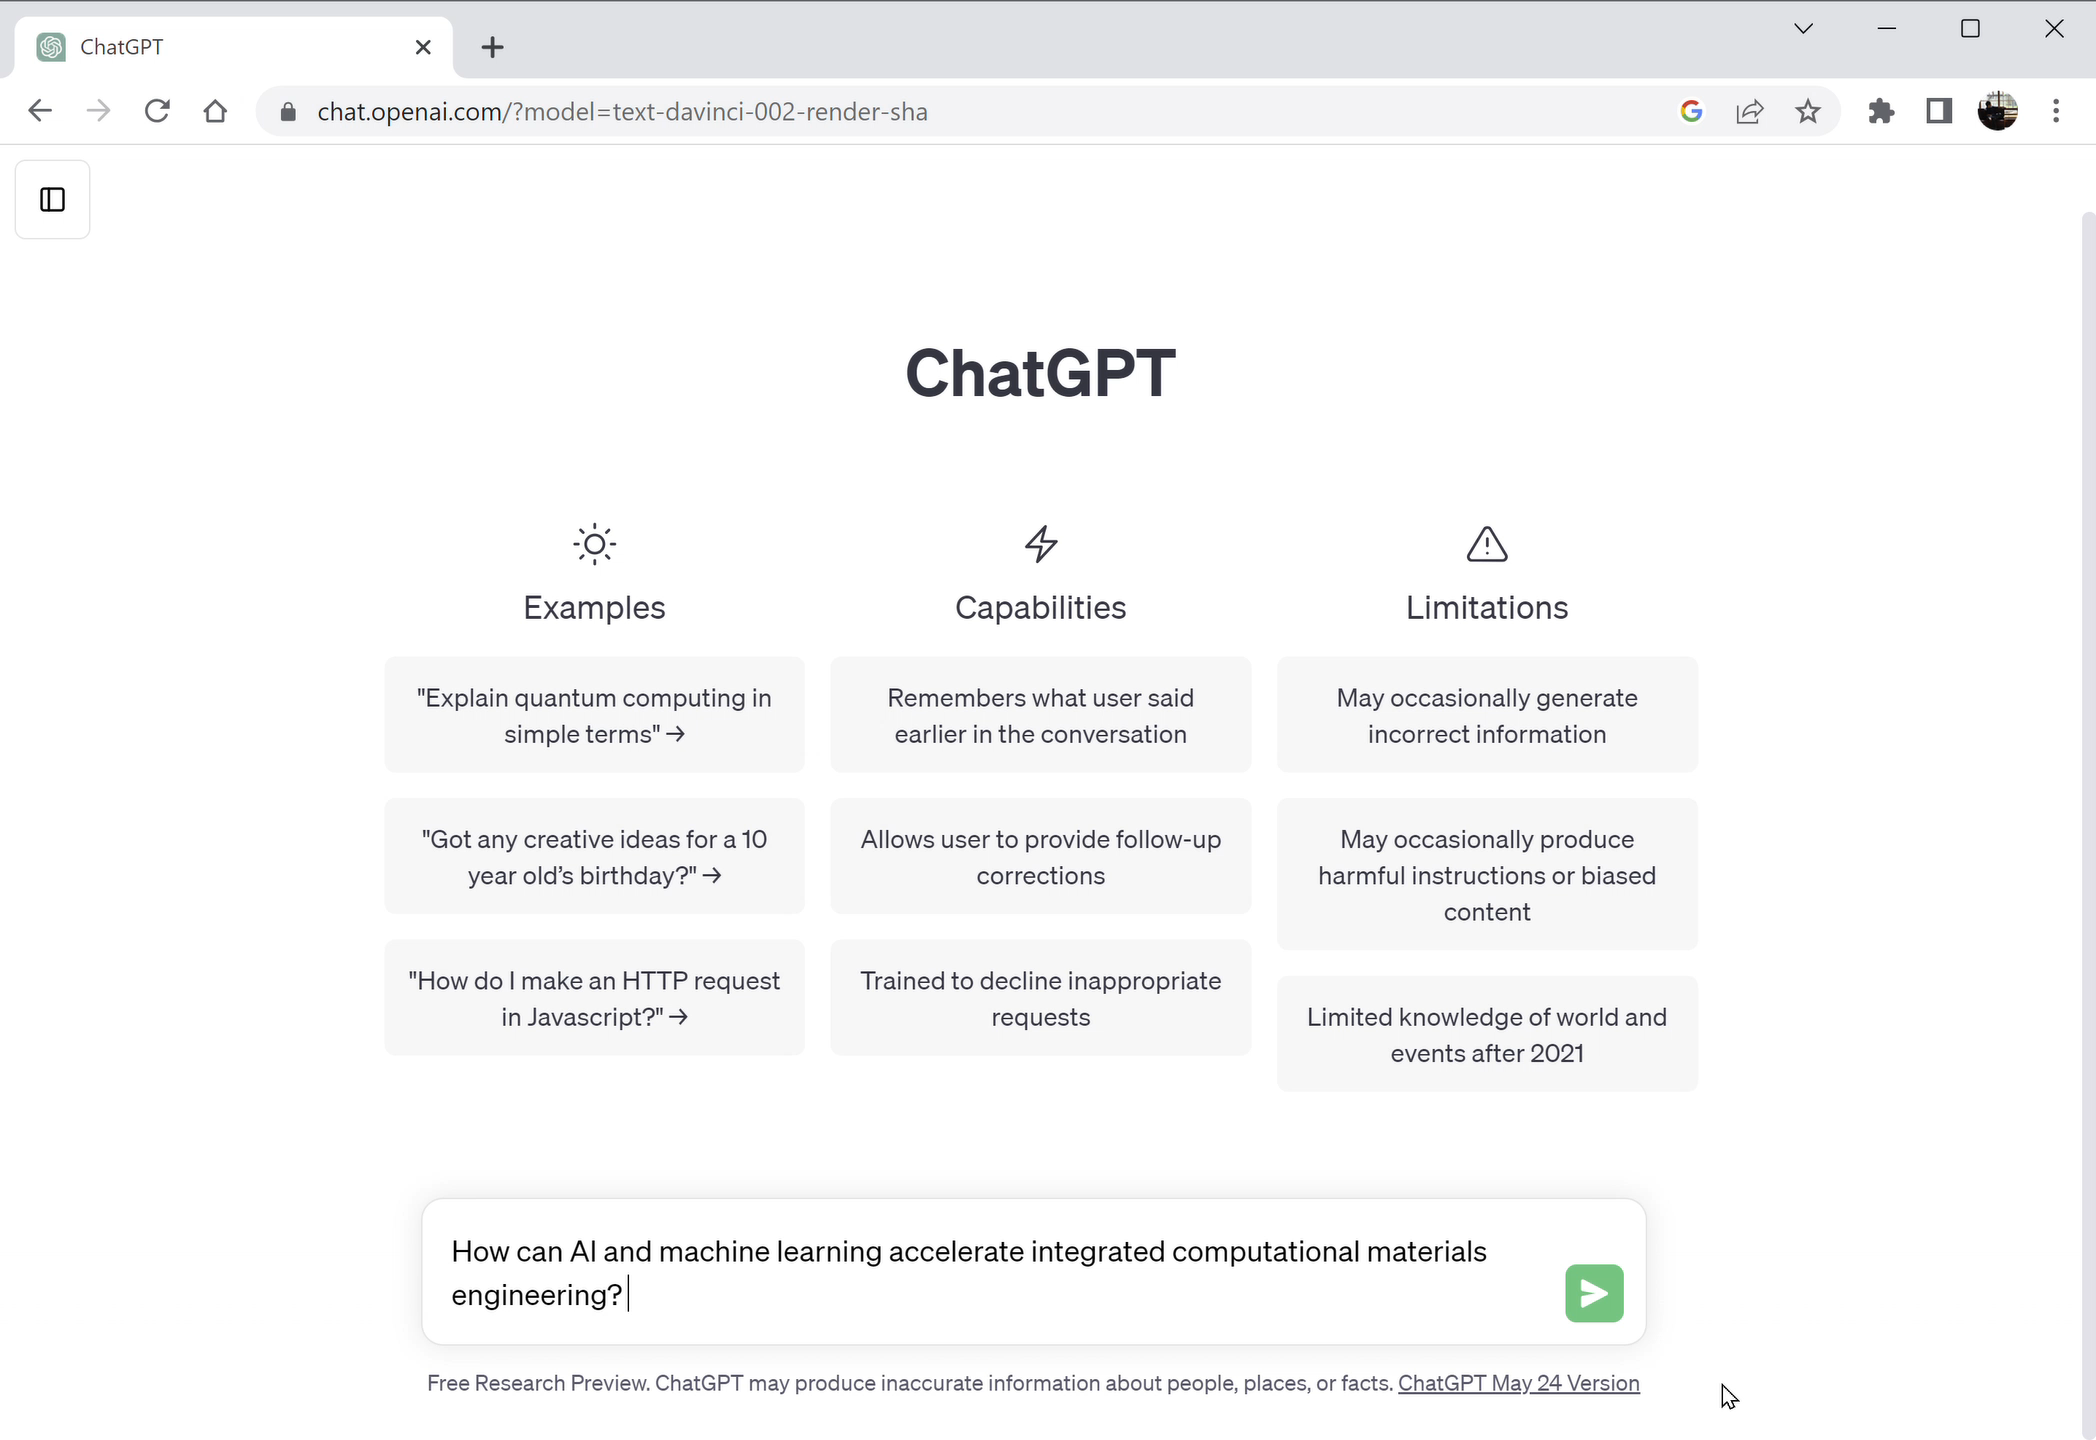 ChatGPT
chat.openai.com/?model=text-davinci-002-render-sha
ChatGPT
Examples
"Explain quantum computing in
simple terms" →
"Got any creative ideas for a 10
year old’s birthday?" →
"How do I make an HTTP request
in Javascript?" →
Capabilities
Remembers what user said
earlier in the conversation
Allows user to provide follow-up
corrections
Trained to decline inappropriate
requests
Limitations
May occasionally generate
incorrect information
May occasionally produce
harmful instructions or biased
content
Limited knowledge of world and
events after 2021
How can AI and machine learning accelerate integrated computational materials
engineering?
Free Research Preview. ChatGPT may produce inaccurate information about people, places, or facts. ChatGPT May 24 Version